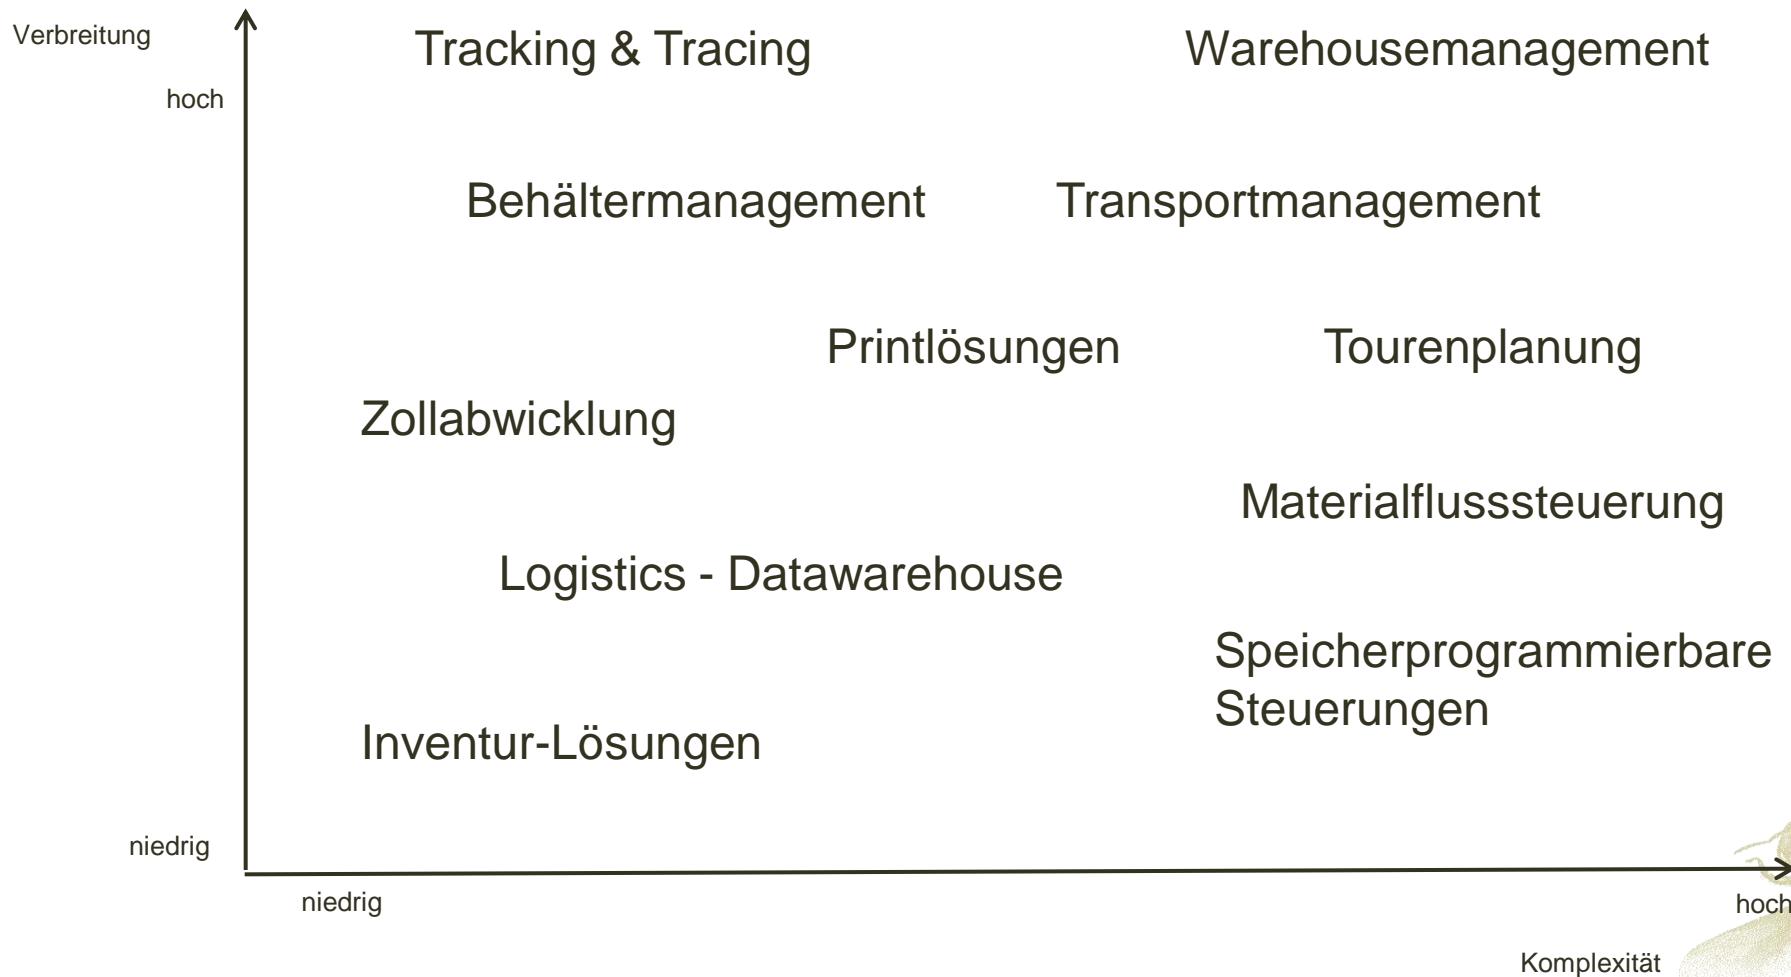 Verbreitung
Tracking & Tracing
Warehousemanagement
hoch
Behältermanagement
Transportmanagement
Printlösungen
Tourenplanung
Zollabwicklung
Materialflusssteuerung
Logistics - Datawarehouse
Speicherprogrammierbare
Steuerungen
Inventur-Lösungen
niedrig
niedrig
hoch
Komplexität